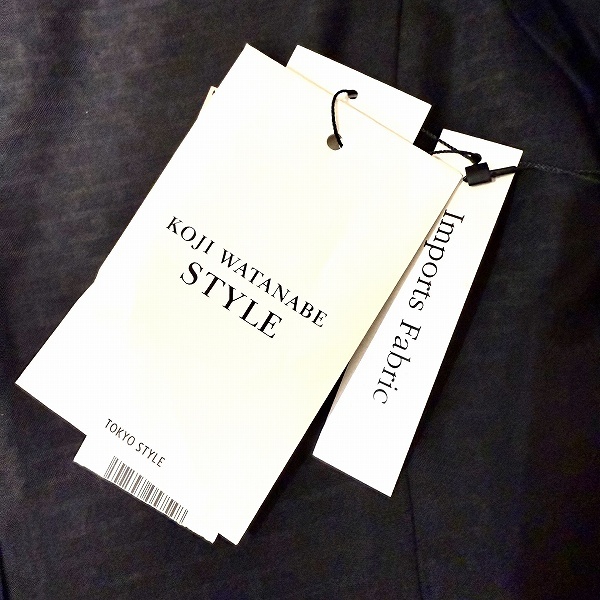 KOJI WATANABE
STYLE
TOKYO STYLE
Imports Fabric